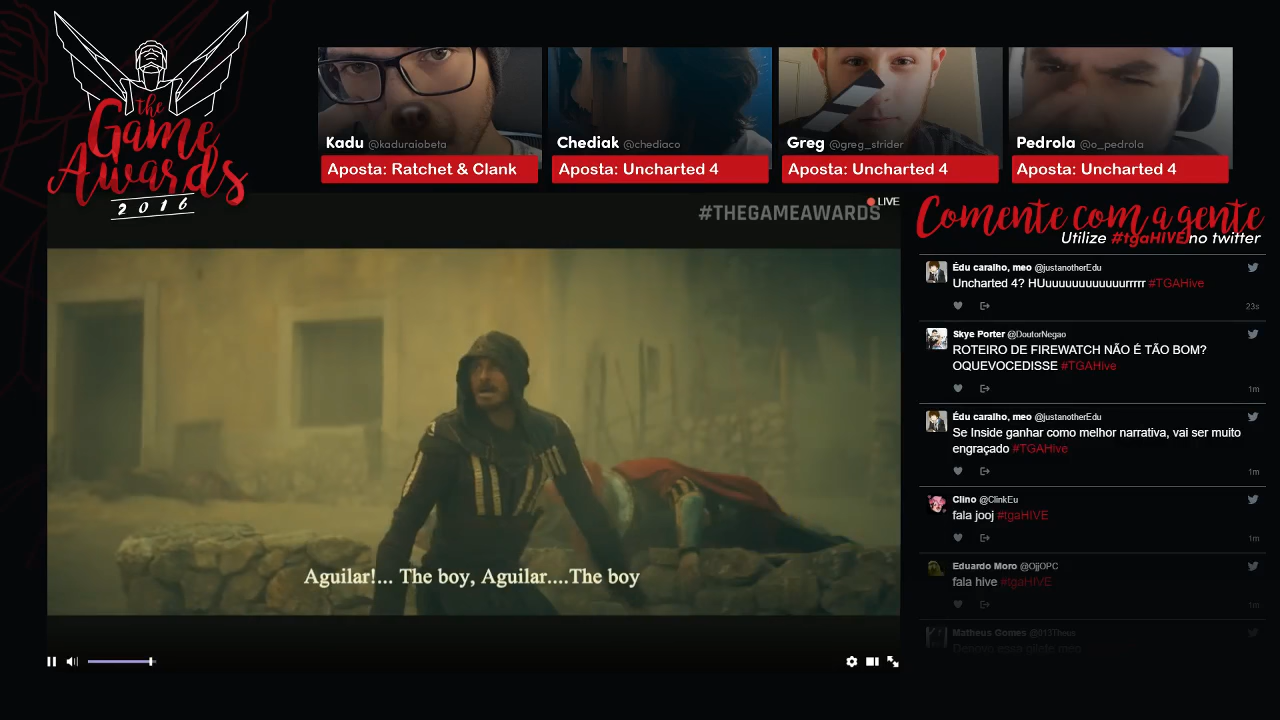 the
Game
Awards
2016
Kadu @kaduraiobeta
Aposta: Ratchet & Clank
Chediak @chediaco
Aposta: Uncharted 4
Greg @greg_strider
Aposta: Uncharted 4
Pedrola @o_pedrola
Aposta: Uncharted 4
#THEGAMEAWARDS
LIVE
Aguilar!... The boy, Aguilar....The boy
Comente com a gente
Utilize #tgaHIVE no twitter
Édu caralho, meo @justanotherEdu
Uncharted 4? HUuuuuuuuuuuurrrrr #TGAHive
23s
Skye Porter @DoutorNegao
ROTEIRO DE FIREWATCH NÃO É TÃO BOM?
OQUEVOCEDISSE #TGAHive
1m
Édu caralho, meo @justanotherEdu
Se Inside ganhar como melhor narrativa, vai ser muito
engraçado #TGAHive
1m
Clino @ClinkEu
fala jooj #tgaHIVE
1m
Eduardo Moro @OjjOPC
fala hive #tgaHIVE
1m
Matheus Gomes @013Theus